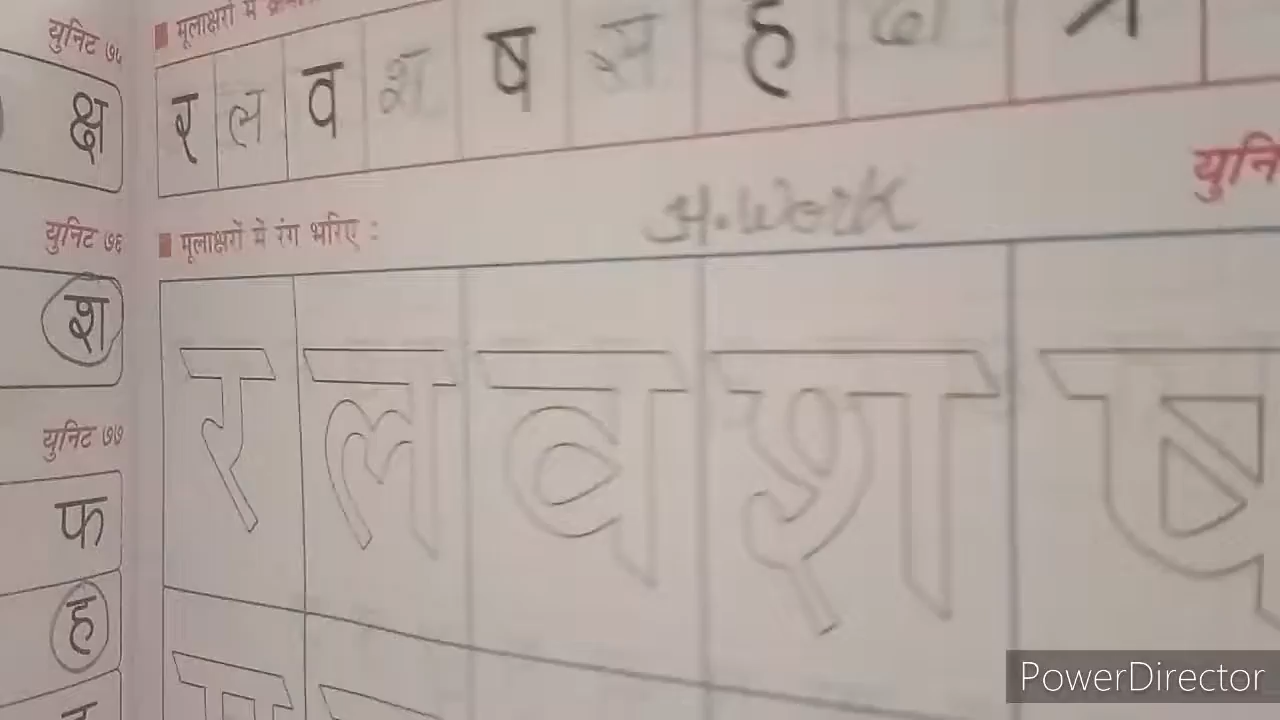 युनिट ७५
क्ष
युनिट ७६
श
युनिट ७७
फ
ह
मूलाक्षरों में
र ल व श ष स ह
H.Work
मूलाक्षरों में रंग भरिए :
र ल व श ष
PowerDirector